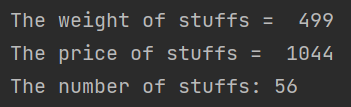 The weight of stuffs =  499
The price of stuffs =  1044
The number of stuffs: 56